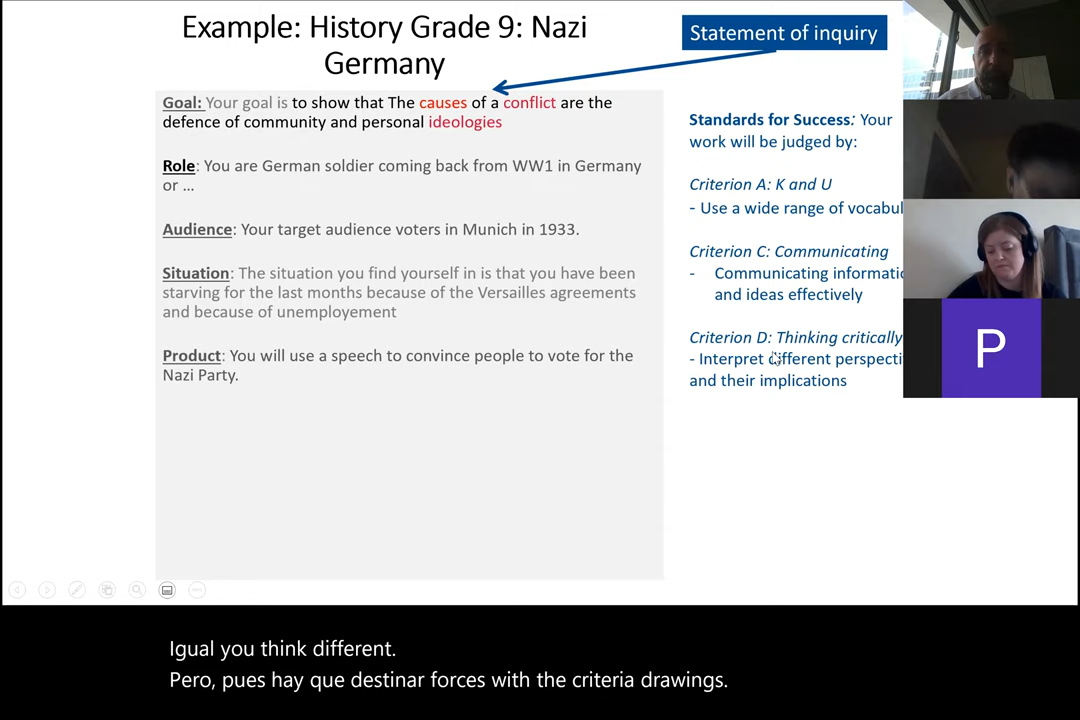 Example: History Grade 9: Nazi
Germany
Statement of inquiry
Goal: Your goal is to show that The causes of a conflict are the
defence of community and personal ideologies
Role: You are German soldier coming back from WW1 in Germany
or ...
Audience: Your target audience voters in Munich in 1933.
Situation: The situation you find yourself in is that you have been
starving for the last months because of the Versailles agreements
and because of unemployement
Product: You will use a speech to convince people to vote for the
Nazi Party.
Standards for Success: Your
work will be judged by:
Criterion A: K and U
- Use a wide range of vocabul
Criterion C: Communicating
- Communicating informatio
and ideas effectively
Criterion D: Thinking critically
- Interpret different perspecti
and their implications
P
Igual you think different.
Pero, pues hay que destinar forces with the criteria drawings.